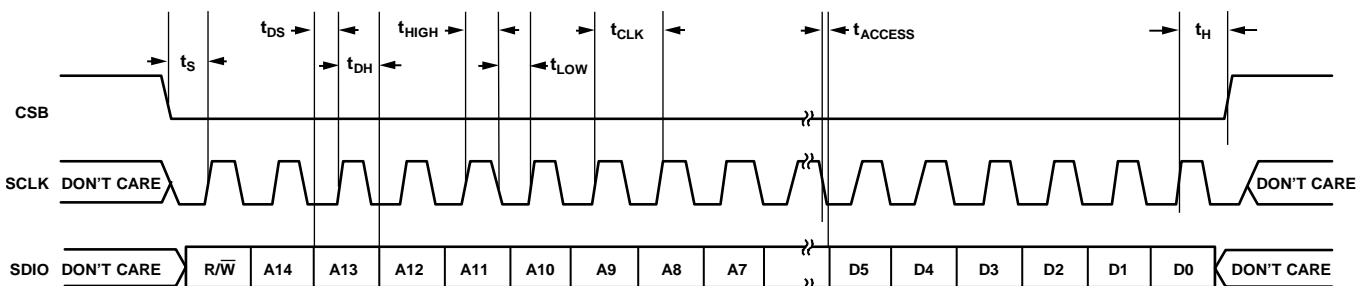 tS
tDS
tDH
tHIGH
tLOW
tCLK
tACCESS
tH
CSB
SCLK DON'T CARE DON'T CARE
SDIO DON'T CARE R/W̅ A14 A13 A12 A11 A10 A9 A8 A7 D5 D4 D3 D2 D1 D0 DON'T CARE